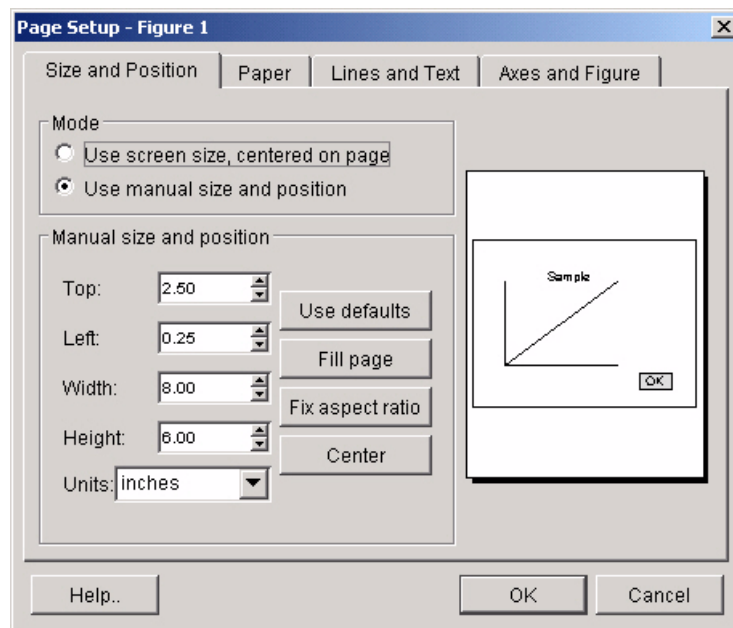 Page Setup - Figure 1
Size and Position
Paper
Lines and Text
Axes and Figure
Mode
Use screen size, centered on page
Use manual size and position
Manual size and position
Top: 2.50
Left: 0.25
Width: 8.00
Height: 6.00
Units: inches
Use defaults
Fill page
Fix aspect ratio
Center
Sample
OK
Help..
OK
Cancel